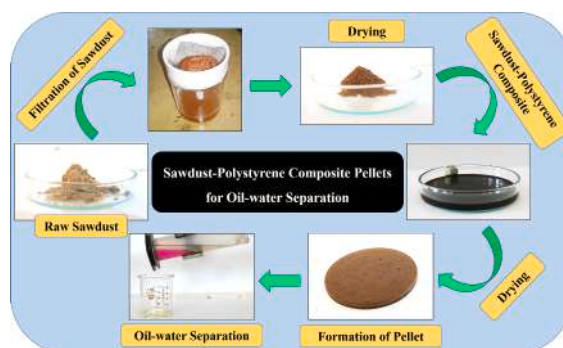 Filtration of Sawdust
Drying
Sawdust-Polystyrene
Composite
Raw Sawdust
Sawdust-Polystyrene Composite Pellets
for Oil-water Separation
Drying
Oil-water Separation
Formation of Pellet